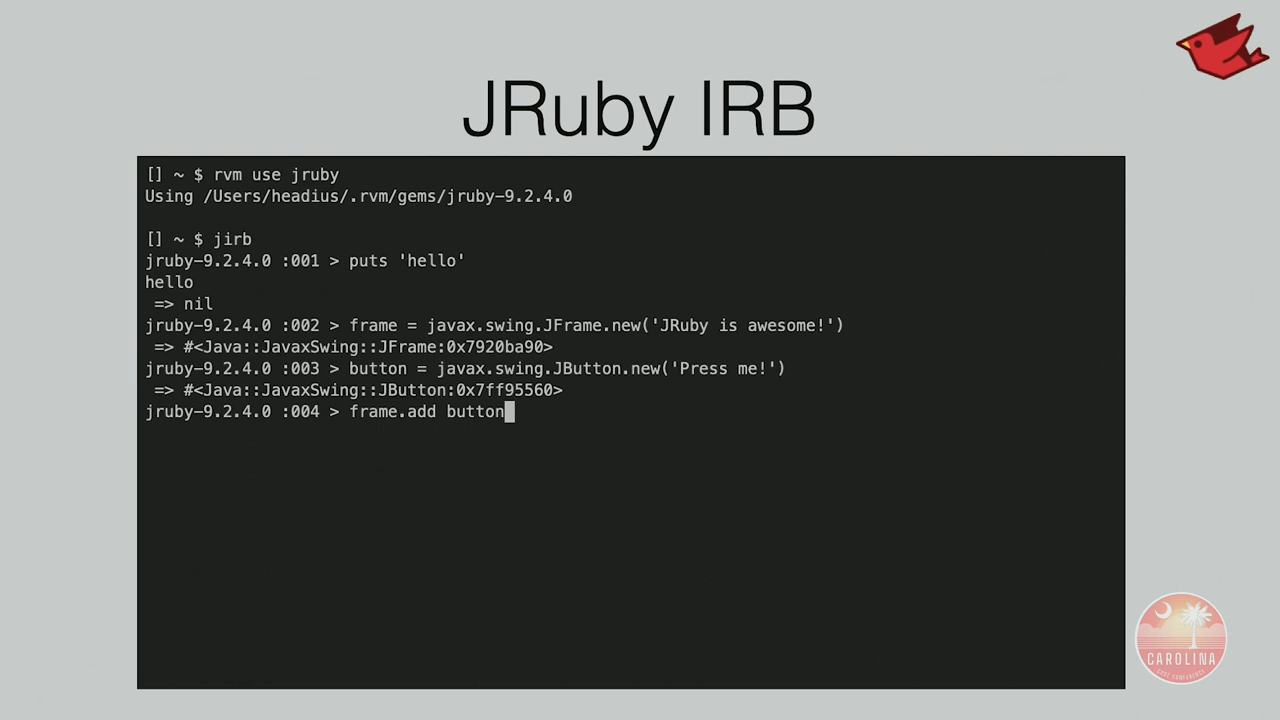 JRuby IRB
[] ~ $ rvm use jruby
Using /Users/headius/.rvm/gems/jruby-9.2.4.0
[] ~ $ jirb
jruby-9.2.4.0 :001 > puts 'hello'
hello
=> nil
jruby-9.2.4.0 :002 > frame = javax.swing.JFrame.new('JRuby is awesome!')
=> #<Java::JavaxSwing::JFrame:0x7920ba90>
jruby-9.2.4.0 :003 > button = javax.swing.JButton.new('Press me!')
=> #<Java::JavaxSwing::JButton:0x7ff95560>
jruby-9.2.4.0 :004 > frame.add button
CAROLINA
CODE CONFERENCE